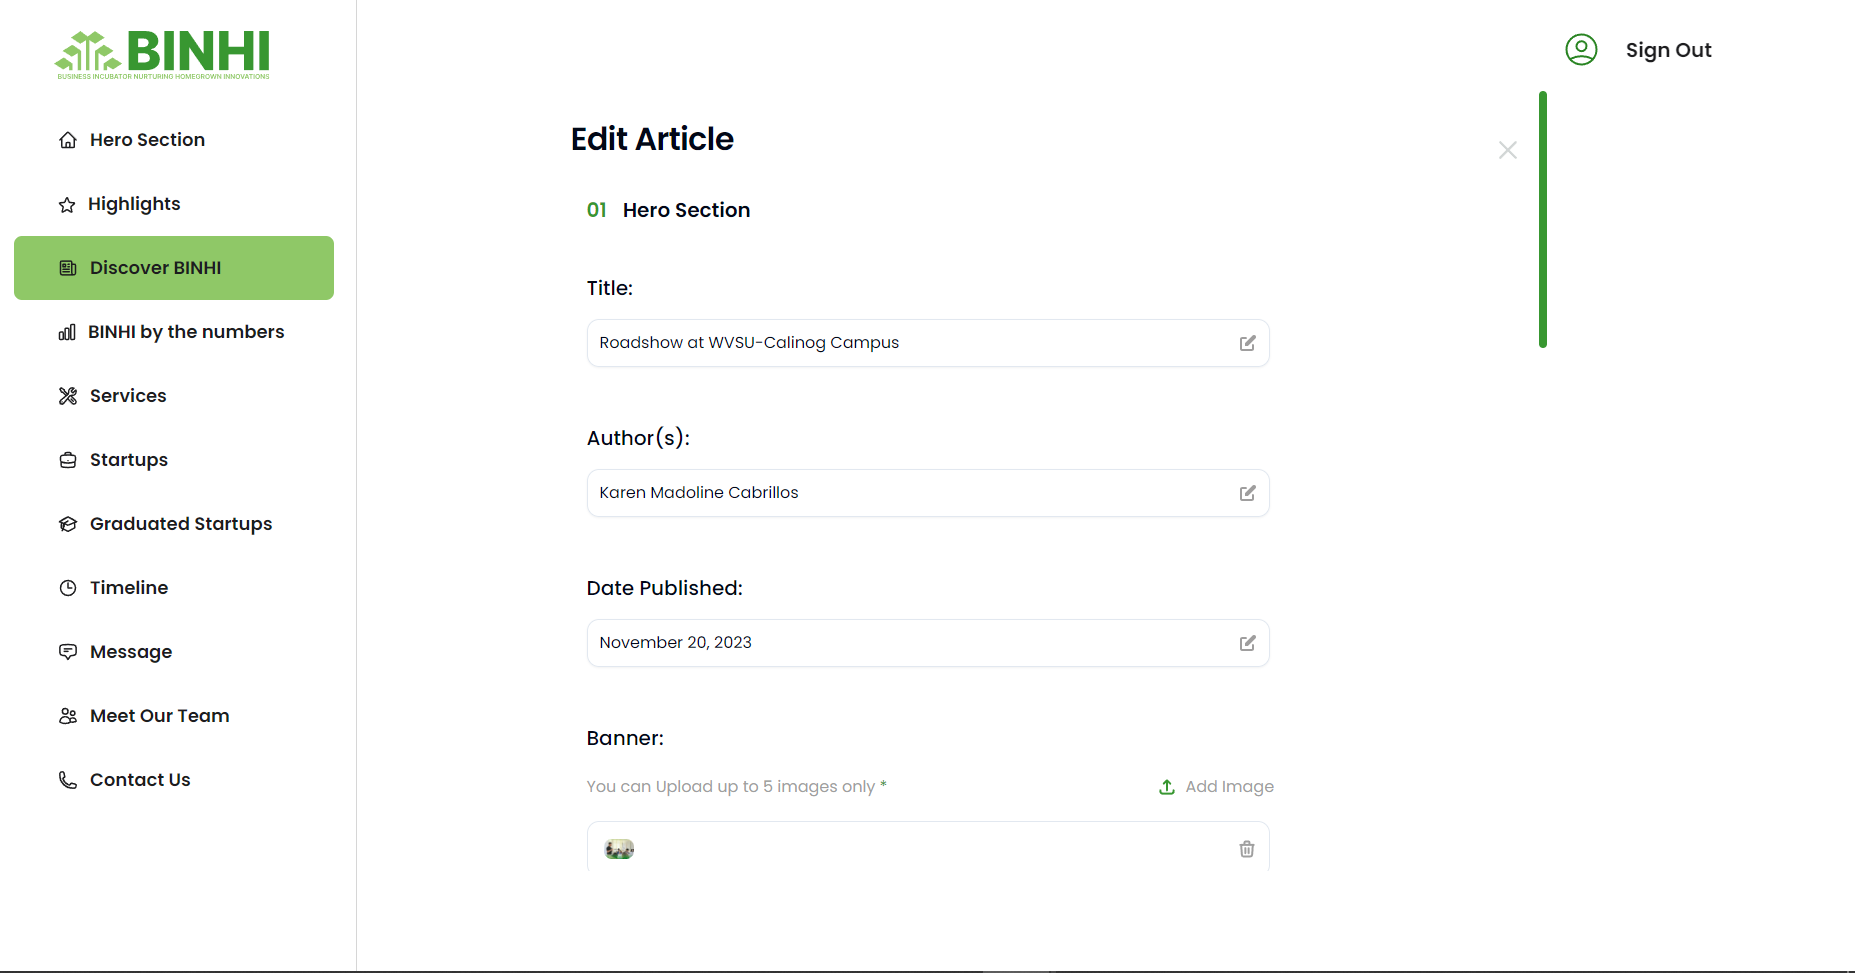 BINHI
BUSINESS INCUBATOR NURTURING HOMEGROWN INNOVATIONS
Sign Out
Hero Section
Highlights
Discover BINHI
BINHI by the numbers
Services
Startups
Graduated Startups
Timeline
Message
Meet Our Team
Contact Us
Edit Article
01 Hero Section
Title:
Roadshow at WVSU-Calinog Campus
Author(s):
Karen Madoline Cabrillos
Date Published:
November 20, 2023
Banner:
You can Upload up to 5 images only *
Add Image